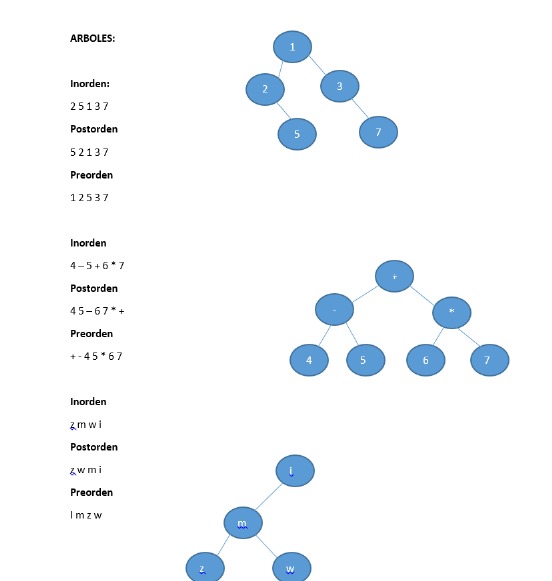 ARBOLES:
Inorden:
2 5 1 3 7
Postorden
5 2 1 3 7
Preorden
1 2 5 3 7
1
2
3
5
7
Inorden
4 – 5 + 6 * 7
Postorden
4 5 – 6 7 * +
Preorden
+ - 4 5 * 6 7
+
-
*
4
5
6
7
Inorden
z m w i
Postorden
z w m i
Preorden
I m z w
i
m
z
w